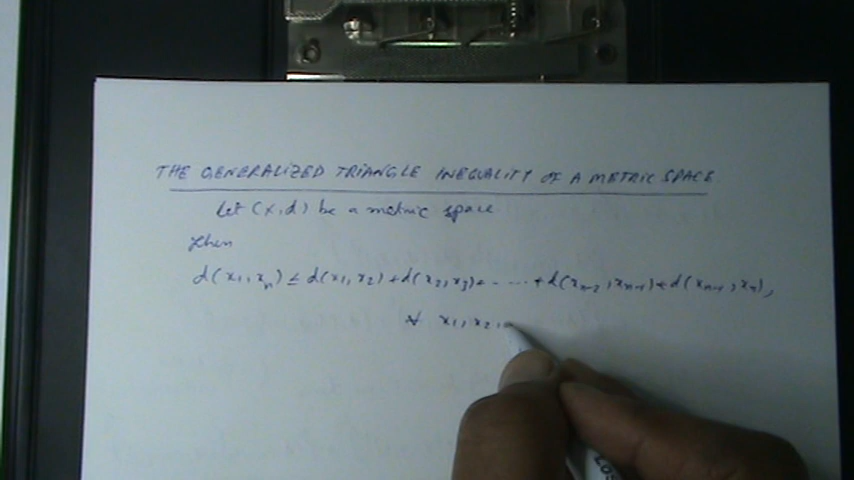 THE GENERALIZED TRIANGLE INEQUALITY OF A METRIC SPACE
Let (X,d) be a metric space
Then
d(x₁,xₙ) ≤ d(x₁,x₂)+d(x₂,x₃)+......+d(xₙ₋₂,xₙ₋₁)+d(xₙ₋₁,xₙ),
∀ x₁,x₂,